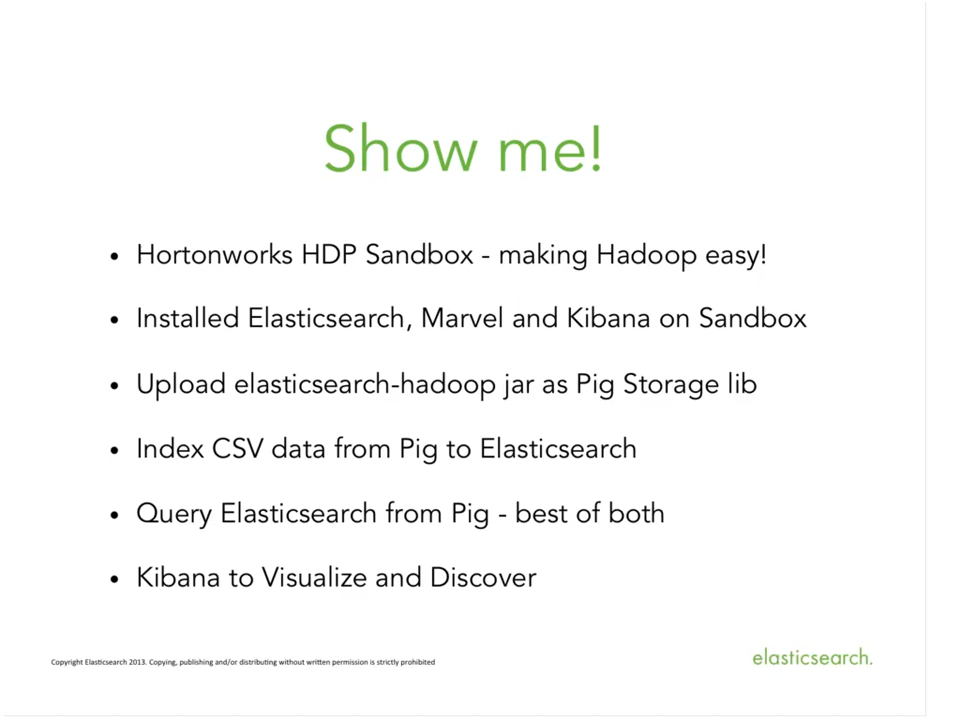 Show me!
• Hortonworks HDP Sandbox - making Hadoop easy!
• Installed Elasticsearch, Marvel and Kibana on Sandbox
• Upload elasticsearch-hadoop jar as Pig Storage lib
• Index CSV data from Pig to Elasticsearch
• Query Elasticsearch from Pig - best of both
• Kibana to Visualize and Discover
Copyright Elasticsearch 2013. Copying, publishing and/or distributing without written permission is strictly prohibited
elasticsearch.